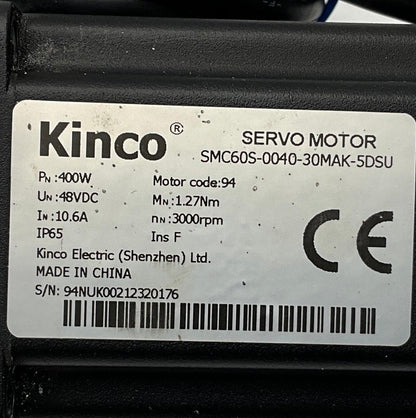 Kinco® SERVO MOTOR
SMC60S-0040-30MAK-5DSU
PN:400W Motor code:94
UN:48VDC MN:1.27Nm
IN:10.6A nN:3000rpm
IP65 Ins F
CE
Kinco Electric (Shenzhen) Ltd.
MADE IN CHINA
S/N: 94NUK00212320176